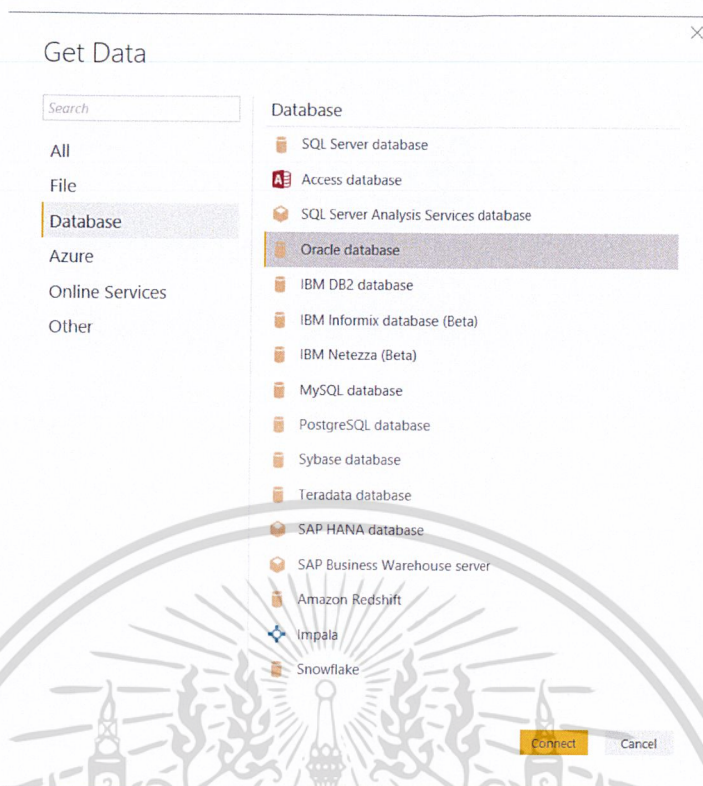 Get Data
Search
All
File
Database
Azure
Online Services
Other
Database
SQL Server database
Access database
SQL Server Analysis Services database
Oracle database
IBM DB2 database
IBM Informix database (Beta)
IBM Netezza (Beta)
MySQL database
PostgreSQL database
Sybase database
Teradata database
SAP HANA database
SAP Business Warehouse server
Amazon Redshift
Impala
Snowflake
Connect
Cancel